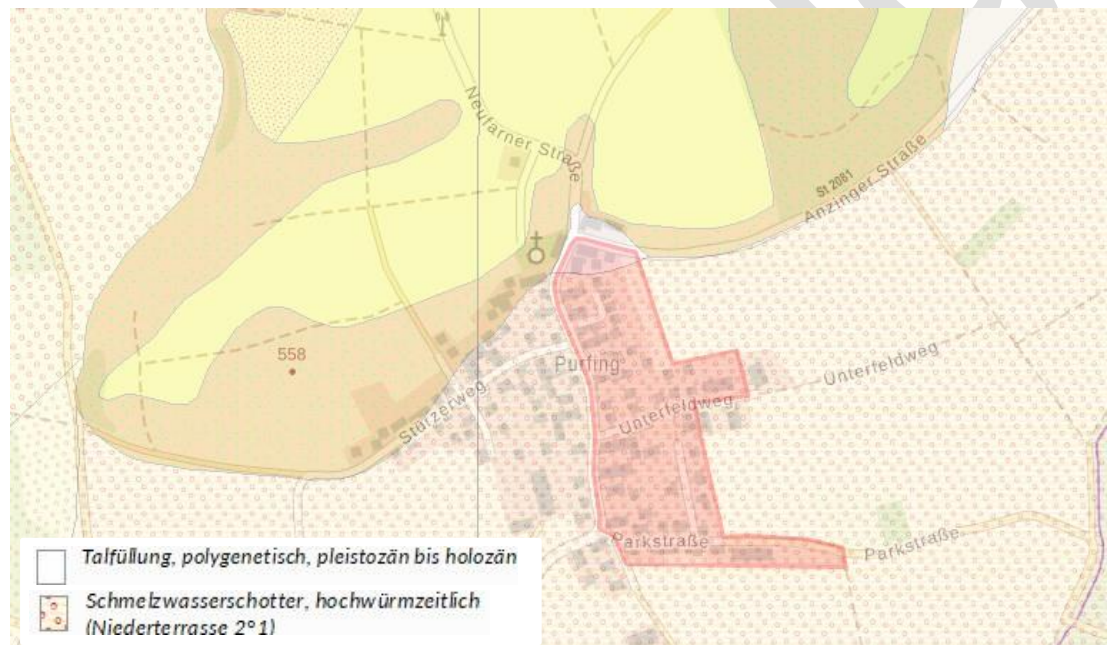 Neufarner Straße
St 2081
Anzinger Straße
558
Purfing
Stürzerweg
Unterfeldweg
Unterfeldweg
Parkstraße
Parkstraße
Talfüllung, polygenetisch, pleistozän bis holozän
Schmelzwasserschotter, hochwürmzeitlich
(Niederterrasse 2°1)